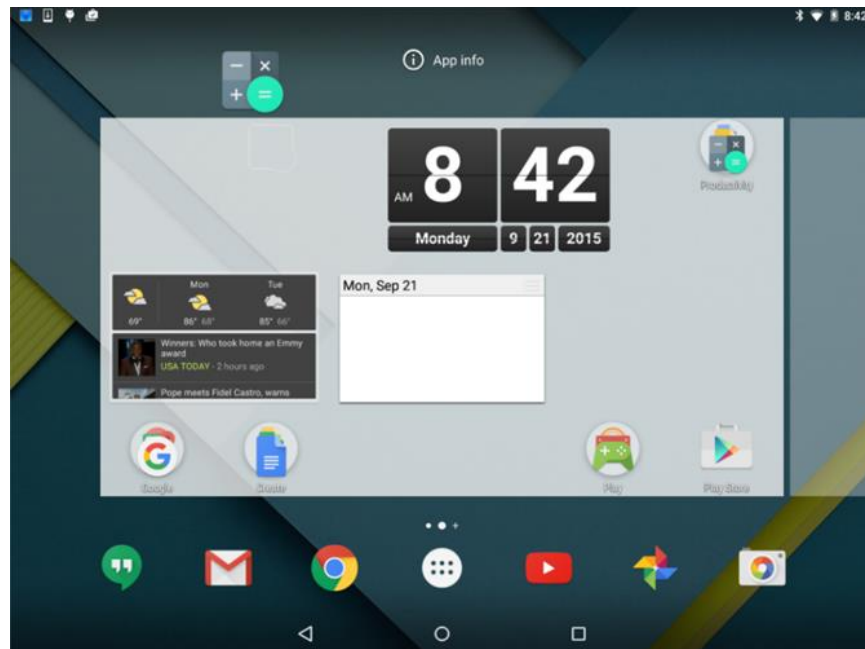 8:42
App info
AM 8 42
Monday 9 21 2015
Productivity
Mon Tue
69° 86° 68° 85° 66°
Winners: Who took home an Emmy
award
USA TODAY - 2 hours ago
Pope meets Fidel Castro, warns
Mon, Sep 21
Google Create Play Play Store